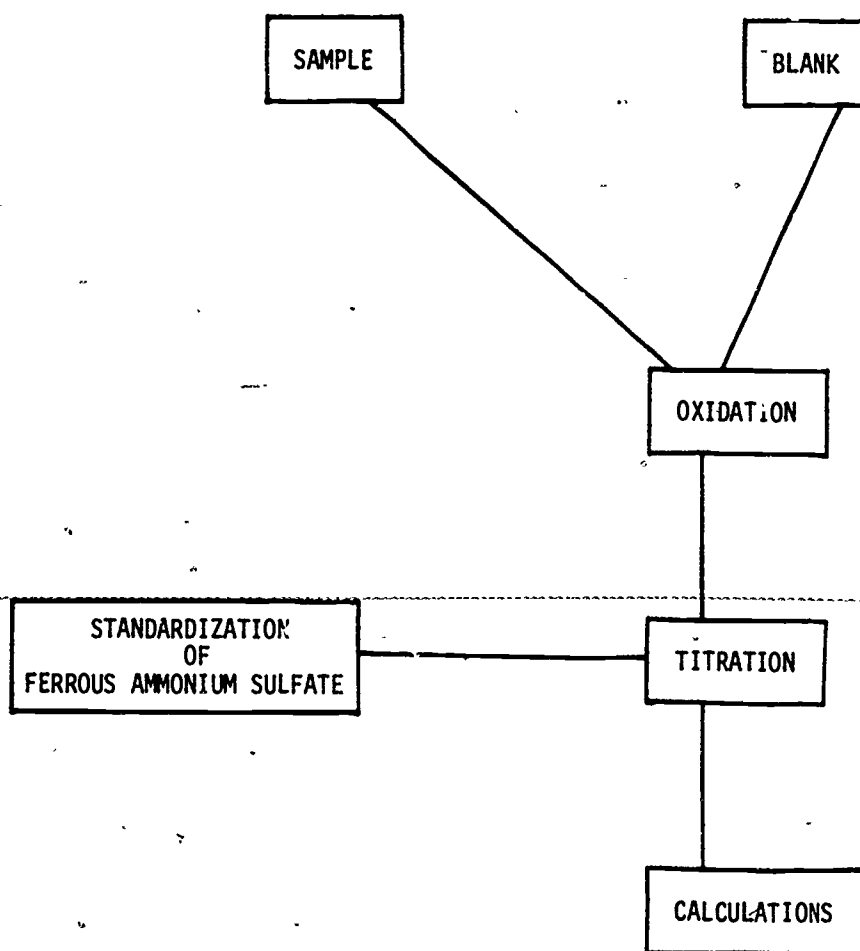 SAMPLE
BLANK
OXIDATION
STANDARDIZATION
OF
FERROUS AMMONIUM SULFATE
TITRATION
CALCULATIONS